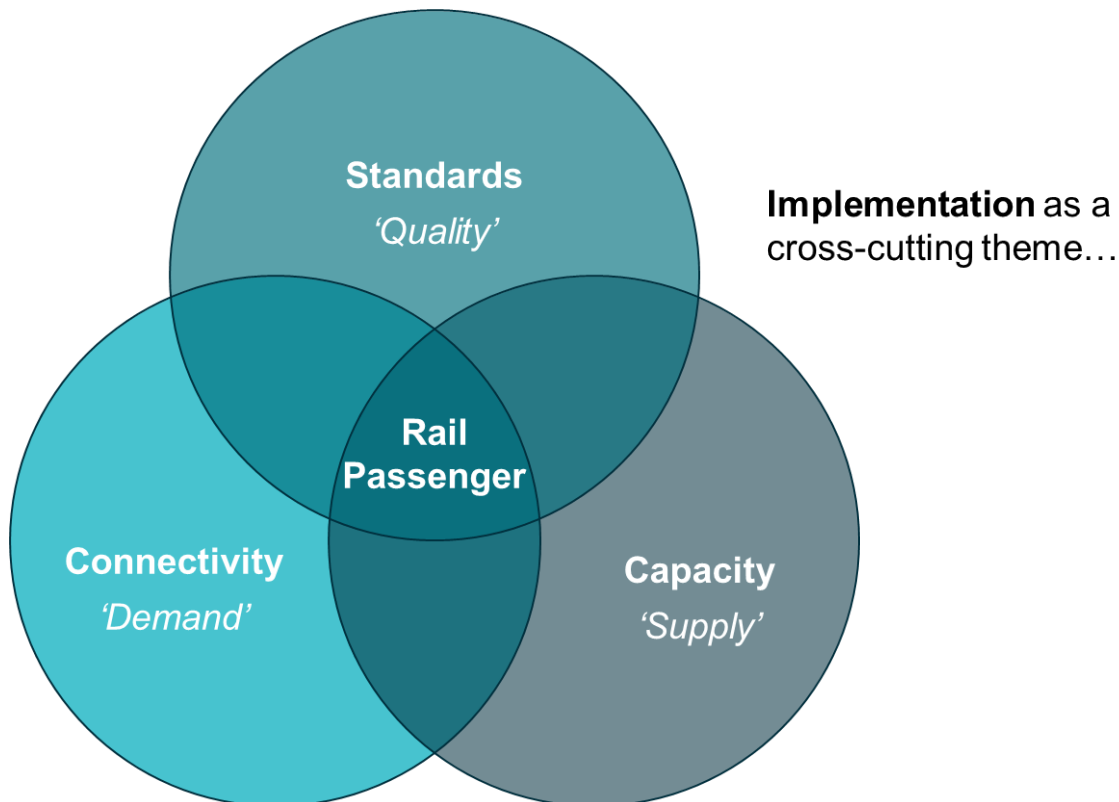 Standards
‘Quality’
Implementation as a
cross-cutting theme…
Rail
Passenger
Connectivity
‘Demand’
Capacity
‘Supply’